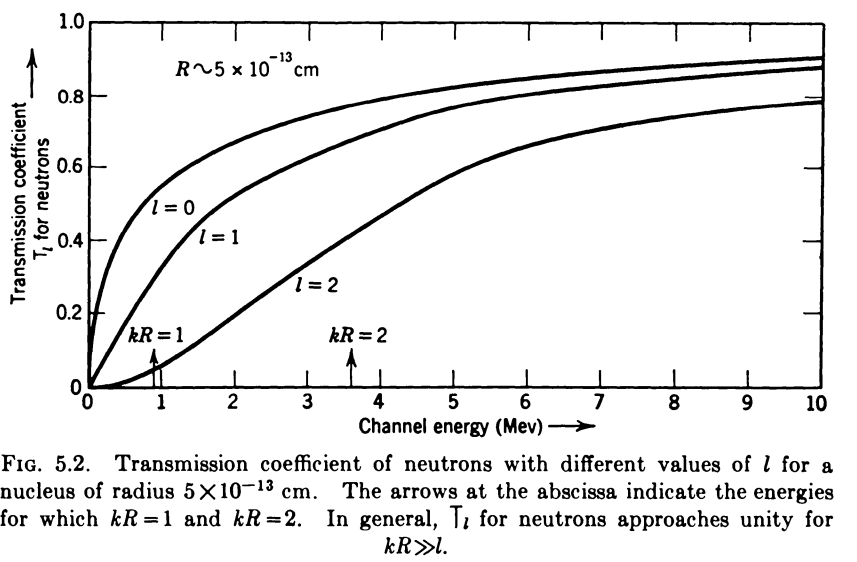 1.0
0.8
0.6
0.4
0.2
0
Transmission coefficient
T_l for neutrons
R∼5 × 10⁻¹³ cm
l = 0
l = 1
l = 2
kR = 1
kR = 2
0 1 2 3 4 5 6 7 8 9 10
Channel energy (Mev)
FIG. 5.2. Transmission coefficient of neutrons with different values of l for a
nucleus of radius 5×10⁻¹³ cm. The arrows at the abscissa indicate the energies
for which kR = 1 and kR = 2. In general, T_l for neutrons approaches unity for
kR≫l.